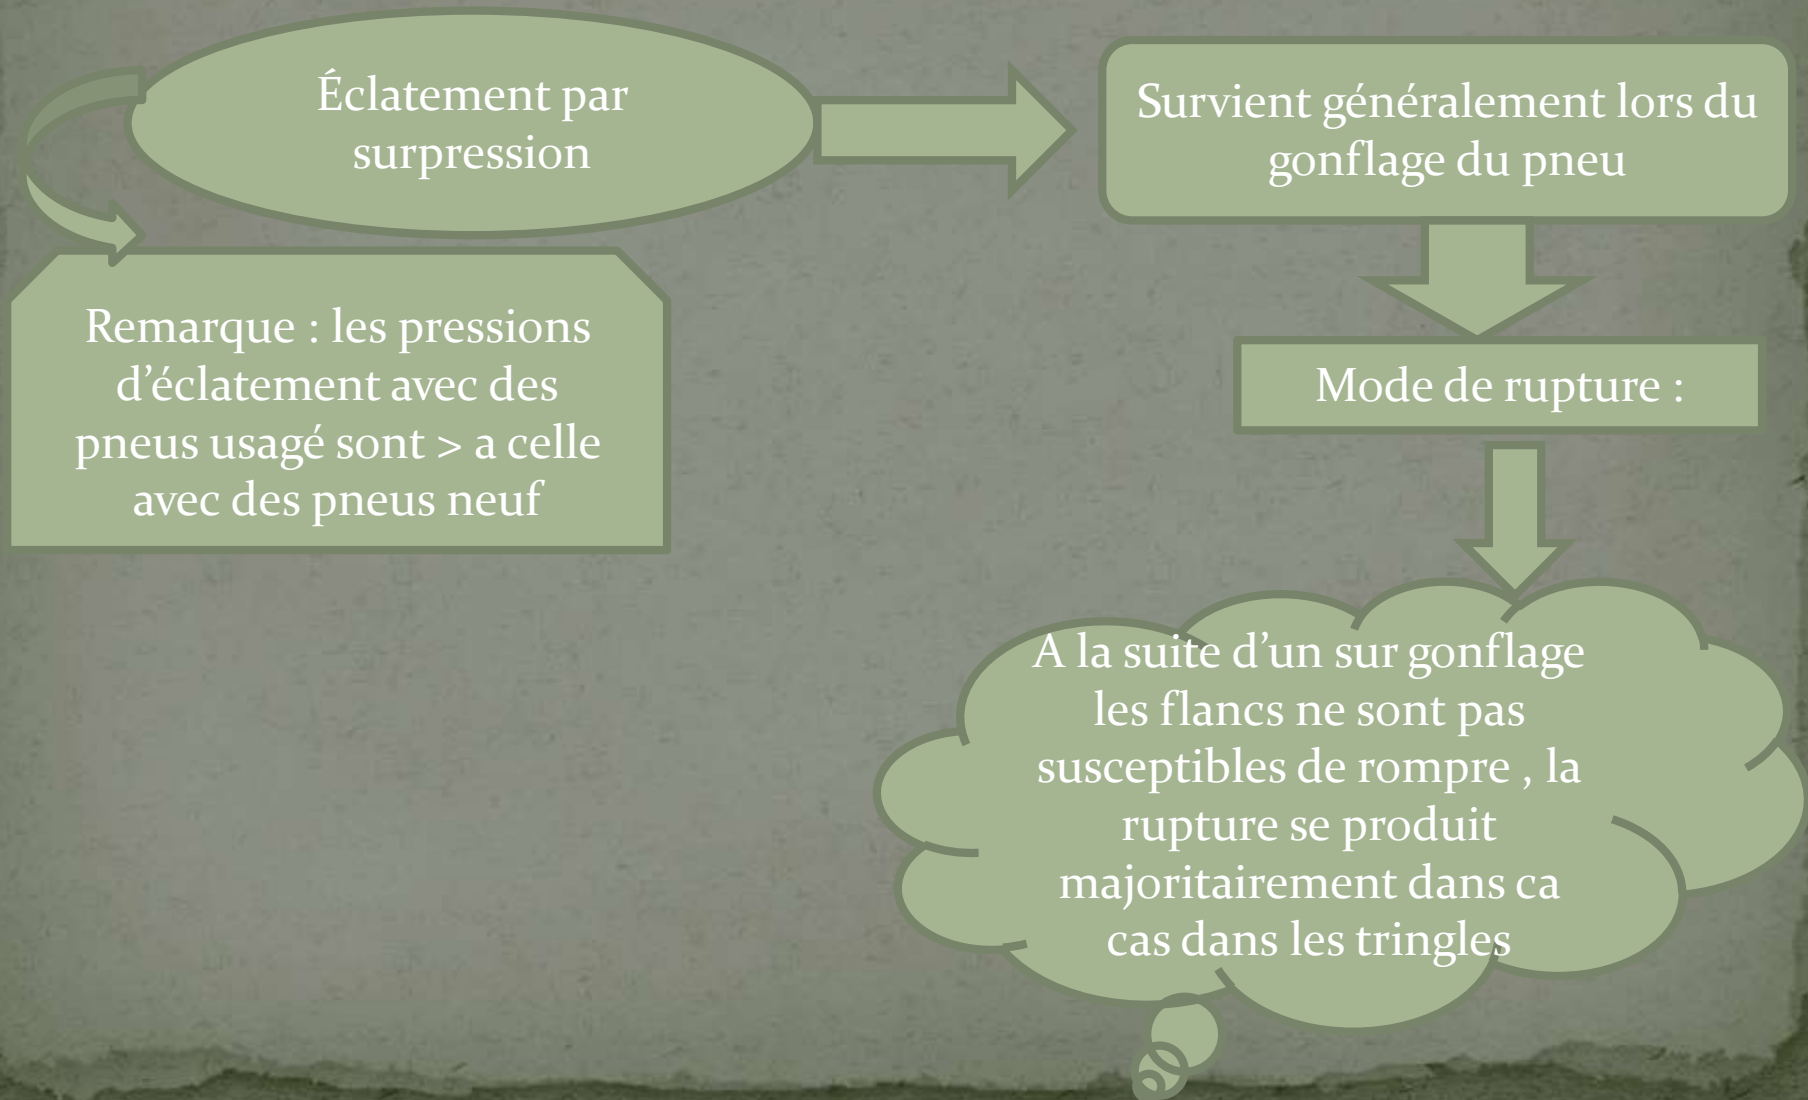 Éclatement par
surpression
Survient généralement lors du
gonflage du pneu
Remarque : les pressions
d’éclatement avec des
pneus usagé sont > a celle
avec des pneus neuf
Mode de rupture :
A la suite d’un sur gonflage
les flancs ne sont pas
susceptibles de rompre , la
rupture se produit
majoritairement dans ca
cas dans les tringles